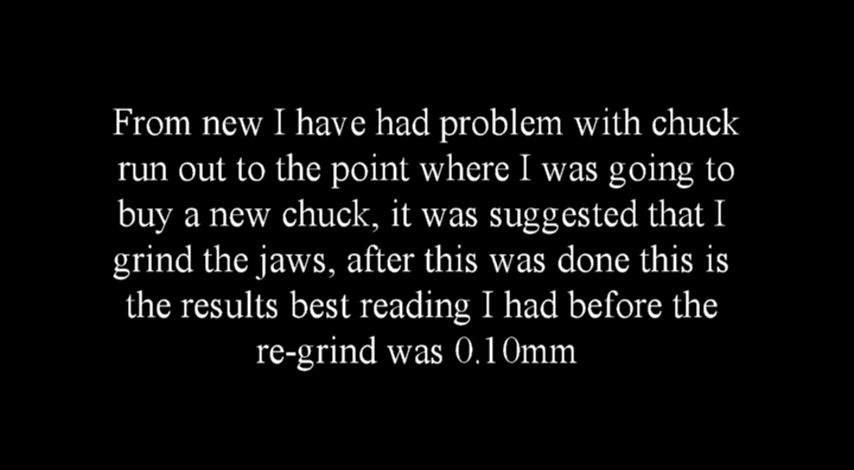 From new I have had problem with chuck
run out to the point where I was going to
buy a new chuck, it was suggested that I
grind the jaws, after this was done this is
the results best reading I had before the
re-grind was 0.10mm